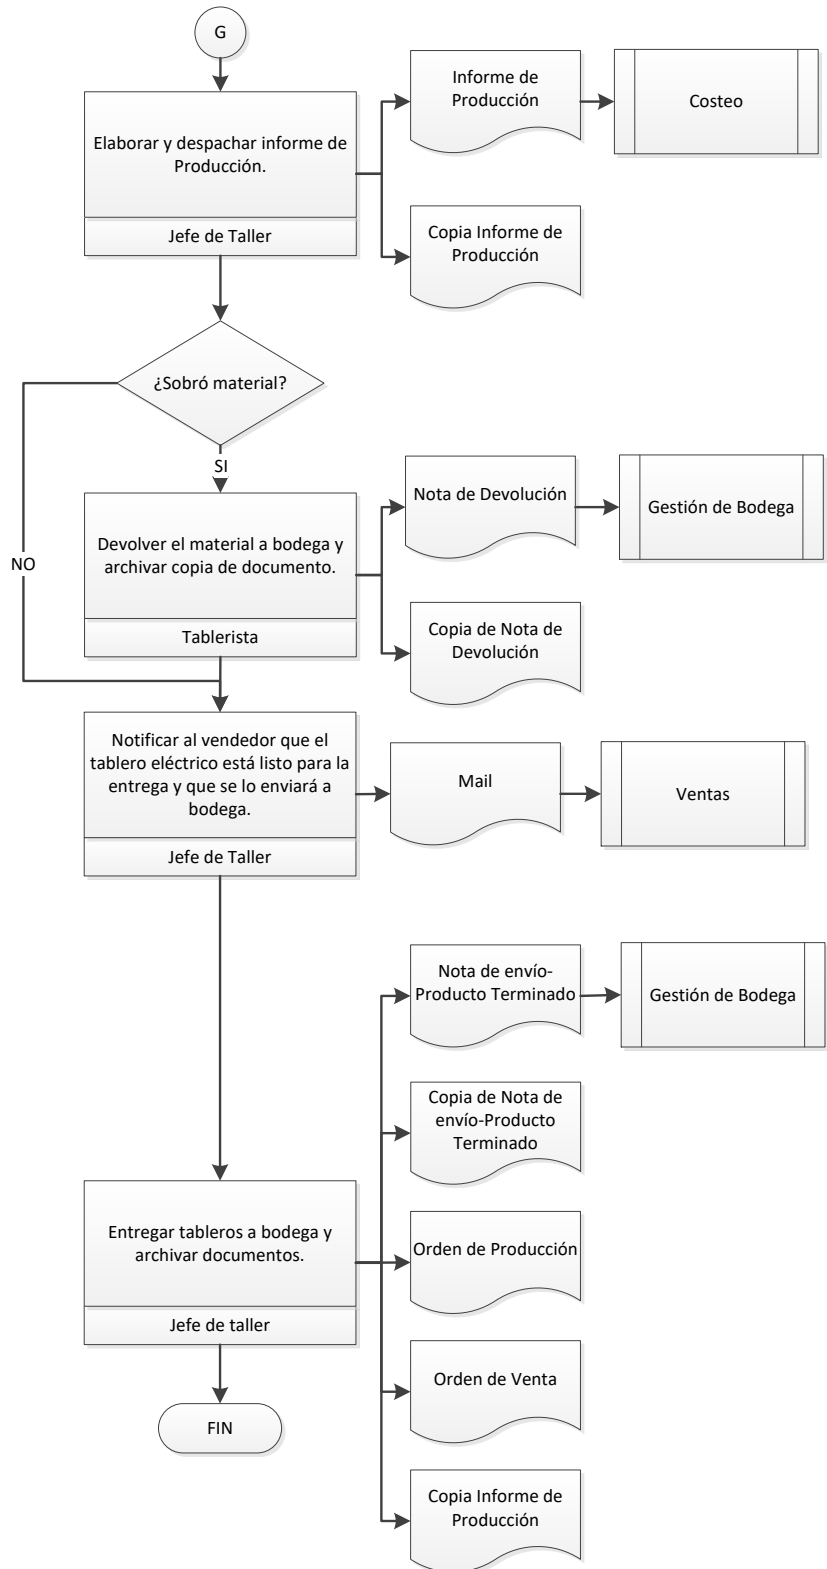 G
Elaborar y despachar informe de
Producción.
Jefe de Taller
Informe de
Producción
Costeo
Copia Informe de
Producción
¿Sobró material?
SI
NO
Devolver el material a bodega y
archivar copia de documento.
Tablerista
Nota de Devolución
Gestión de Bodega
Copia de Nota de
Devolución
Notificar al vendedor que el
tablero eléctrico está listo para la
entrega y que se lo enviará a
bodega.
Jefe de Taller
Mail
Ventas
Nota de envío-
Producto Terminado
Gestión de Bodega
Copia de Nota de
envío-Producto
Terminado
Entregar tableros a bodega y
archivar documentos.
Jefe de taller
Orden de Producción
Orden de Venta
FIN
Copia Informe de
Producción